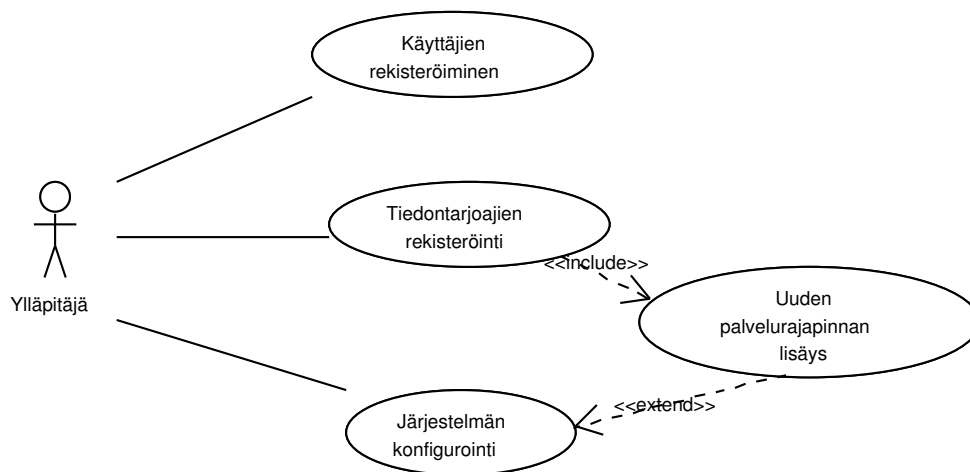 Käyttäjien
rekisteröiminen
Tiedontarjoajien
rekisteröinti
<<include>>
Ylläpitäjä
Uuden
palvelurajapinnan
lisäys
<<extend>>
Järjestelmän
konfigurointi